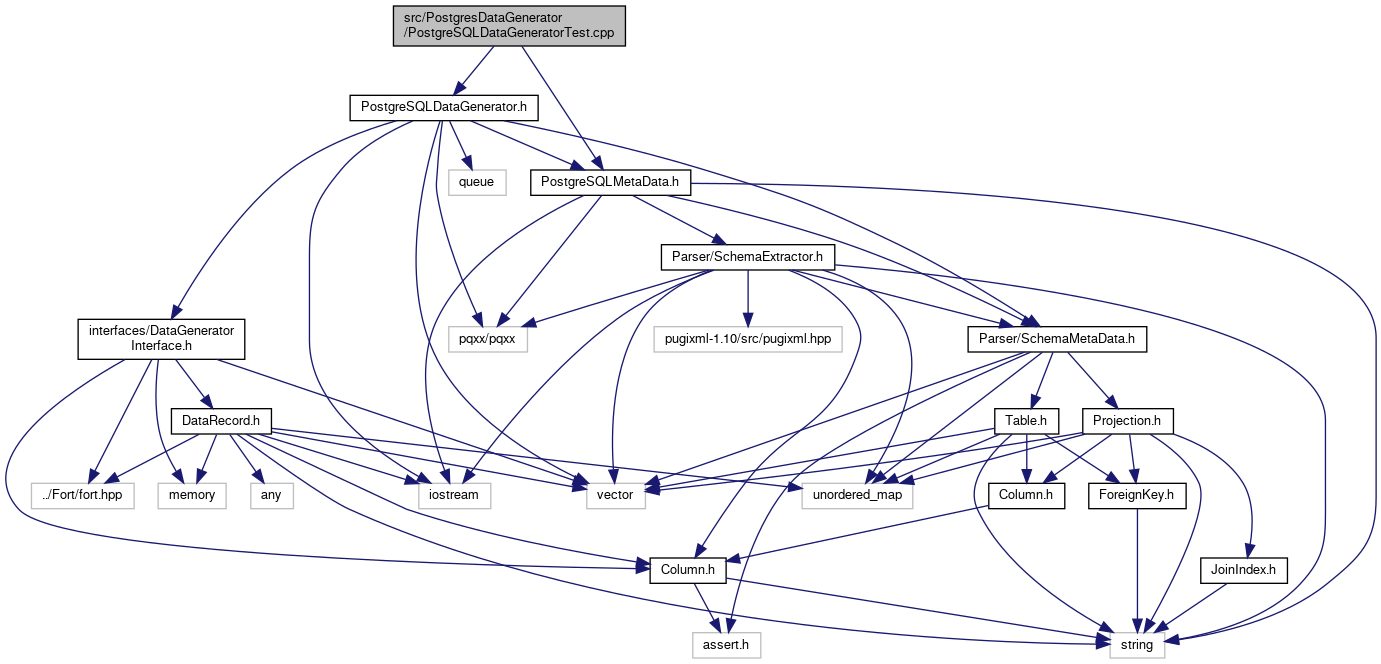 src/PostgresDataGenerator
/PostgreSQLDataGeneratorTest.cpp
PostgreSQLDataGenerator.h
queue
PostgreSQLMetaData.h
Parser/SchemaExtractor.h
interfaces/DataGenerator
Interface.h
pqxx/pqxx
pugixml-1.10/src/pugixml.hpp
Parser/SchemaMetaData.h
DataRecord.h
Table.h
Projection.h
../Fort/fort.hpp
memory
any
iostream
vector
unordered_map
Column.h
ForeignKey.h
Column.h
JoinIndex.h
assert.h
string